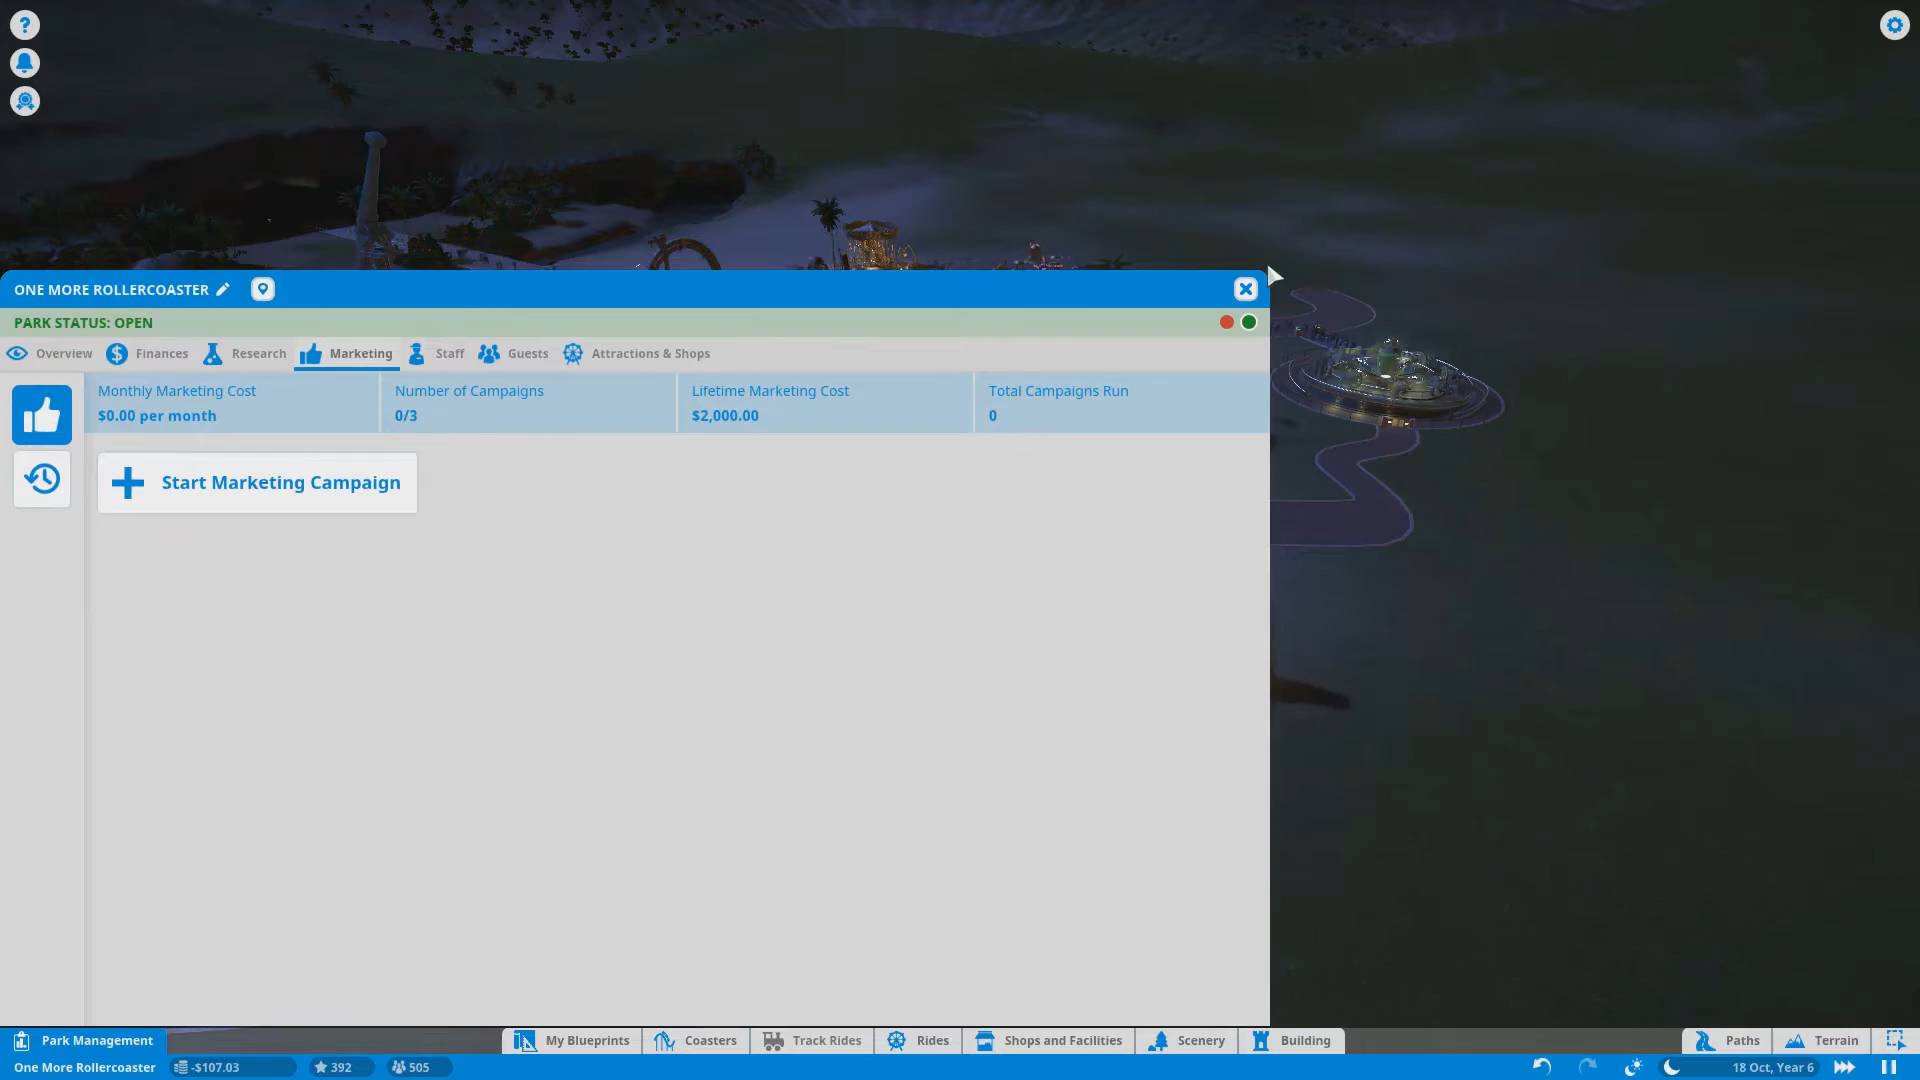 ?
ONE MORE ROLLERCOASTER
PARK STATUS: OPEN
Overview Finances Research Marketing Staff Guests Attractions & Shops
Monthly Marketing Cost Number of Campaigns Lifetime Marketing Cost Total Campaigns Run
$0.00 per month 0/3 $2,000.00 0
Start Marketing Campaign
Park Management My Blueprints Coasters Track Rides Rides Shops and Facilities Scenery Building Paths Terrain
One More Rollercoaster -$107.03 392 505 18 Oct, Year 6